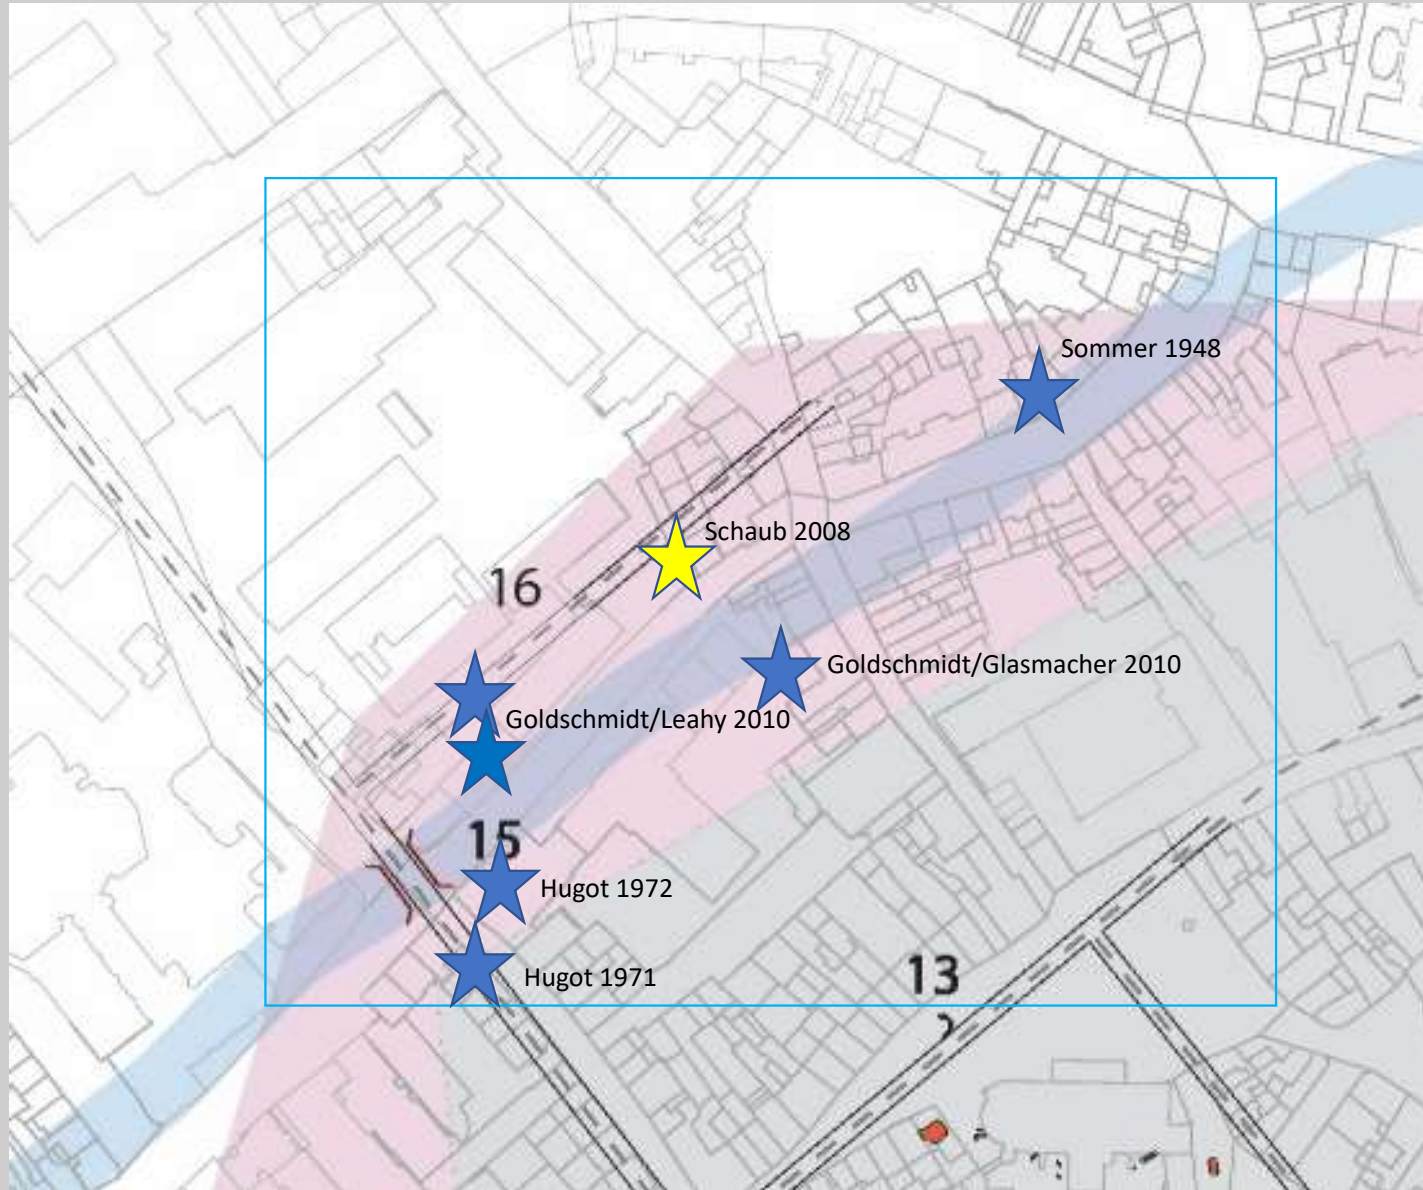 Sommer 1948
Schaub 2008
16
Goldschmidt/Glasmacher 2010
Goldschmidt/Leahy 2010
15
Hugot 1972
Hugot 1971
13